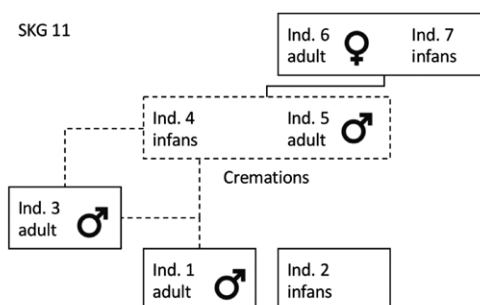 SKG 11
Ind. 6
adult
Ind. 7
infans
Ind. 4
infans
Ind. 5
adult
Cremations
Ind. 3
adult
Ind. 1
adult
Ind. 2
infans